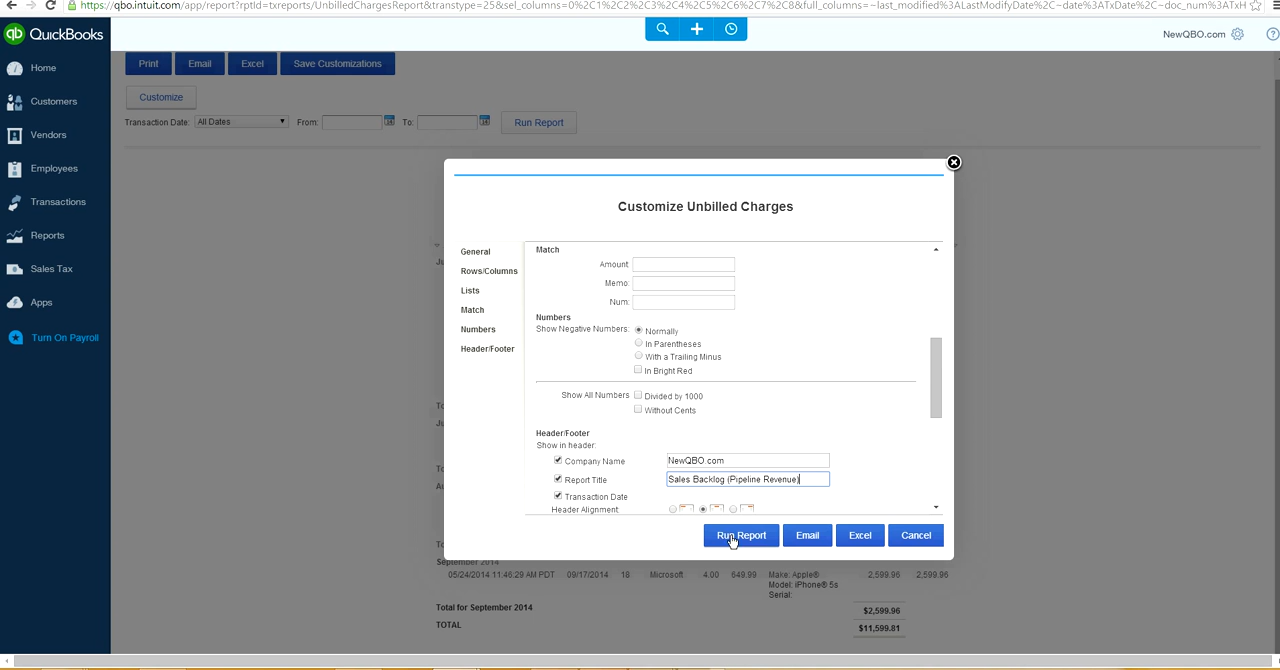 https://qbo.intuit.com/app/report?rptId=txreports/UnbilledChargesReport&transtype=25&sel_columns=0%2C1%2C2%2C3%2C4%2C5%2C6%2C7%2C8&full_columns=~last_modified%3ALastModifyDate%2C~date%3ATxDate%2C~doc_num%3ATxH
qb QuickBooks
NewQBO.com
Home
Customers
Vendors
Employees
Transactions
Reports
Sales Tax
Apps
Turn On Payroll
Print Email Excel Save Customizations
Customize
Transaction Date: All Dates From: To: Run Report
Customize Unbilled Charges
General
Rows/Columns
Lists
Match
Numbers
Header/Footer
Match
Amount:
Memo:
Num:
Numbers
Show Negative Numbers: Normally
In Parentheses
With a Trailing Minus
In Bright Red
Show All Numbers Divided by 1000
Without Cents
Header/Footer
Show in header:
Company Name NewQBO.com
Report Title Sales Backlog (Pipeline Revenue)
Transaction Date
Header Alignment
Run Report Email Excel Cancel
Ju
To
Ju
To
Au
To
September 2014
05/24/2014 11:46:29 AM PDT 09/17/2014 18 Microsoft 4.00 649.99 Make: Apple® 2,599.96 2,599.96
Model: iPhone® 5s
Serial:
Total for September 2014 $2,599.96
TOTAL $11,599.81